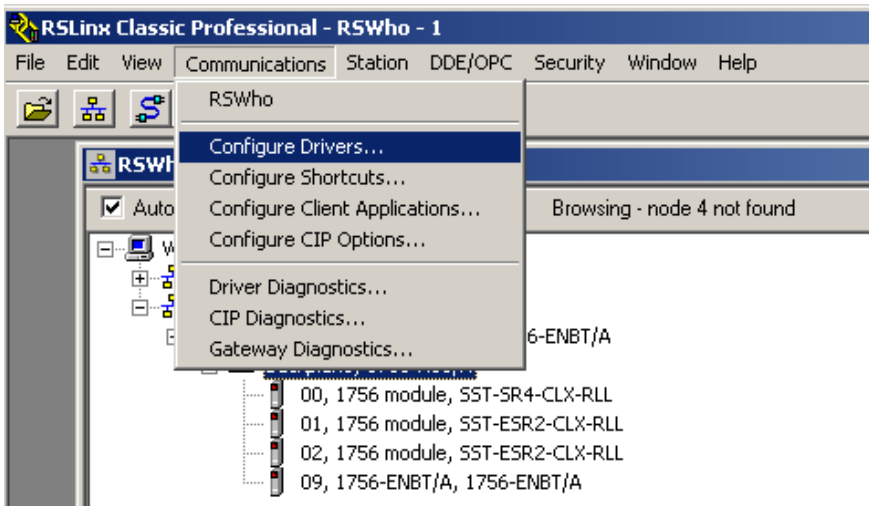 RSLinx Classic Professional - RSWho - 1
File Edit View Communications Station DDE/OPC Security Window Help
RSWho
Configure Drivers...
Configure Shortcuts...
Configure Client Applications...
Configure CIP Options...
Driver Diagnostics...
CIP Diagnostics...
Gateway Diagnostics...
Browsing - node 4 not found
6-ENBT/A
00, 1756 module, SST-SR4-CLX-RLL
01, 1756 module, SST-ESR2-CLX-RLL
02, 1756 module, SST-ESR2-CLX-RLL
09, 1756-ENBT/A, 1756-ENBT/A